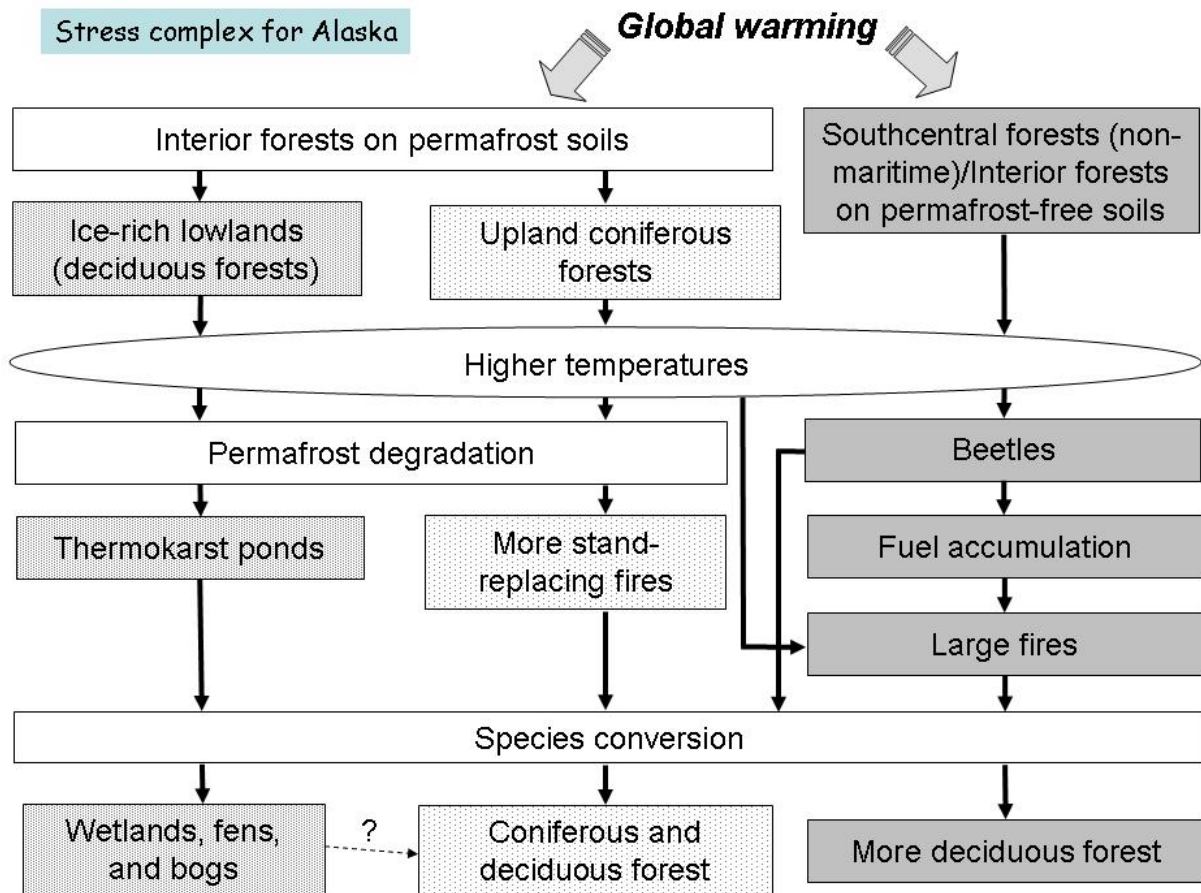 Stress complex for Alaska
Global warming
Interior forests on permafrost soils
Southcentral forests (non-
maritime)/Interior forests
on permafrost-free soils
Ice-rich lowlands
(deciduous forests)
Upland coniferous
forests
Higher temperatures
Permafrost degradation
Beetles
Thermokarst ponds
More stand-
replacing fires
Fuel accumulation
Large fires
Species conversion
Wetlands, fens,
and bogs
?
Coniferous and
deciduous forest
More deciduous forest